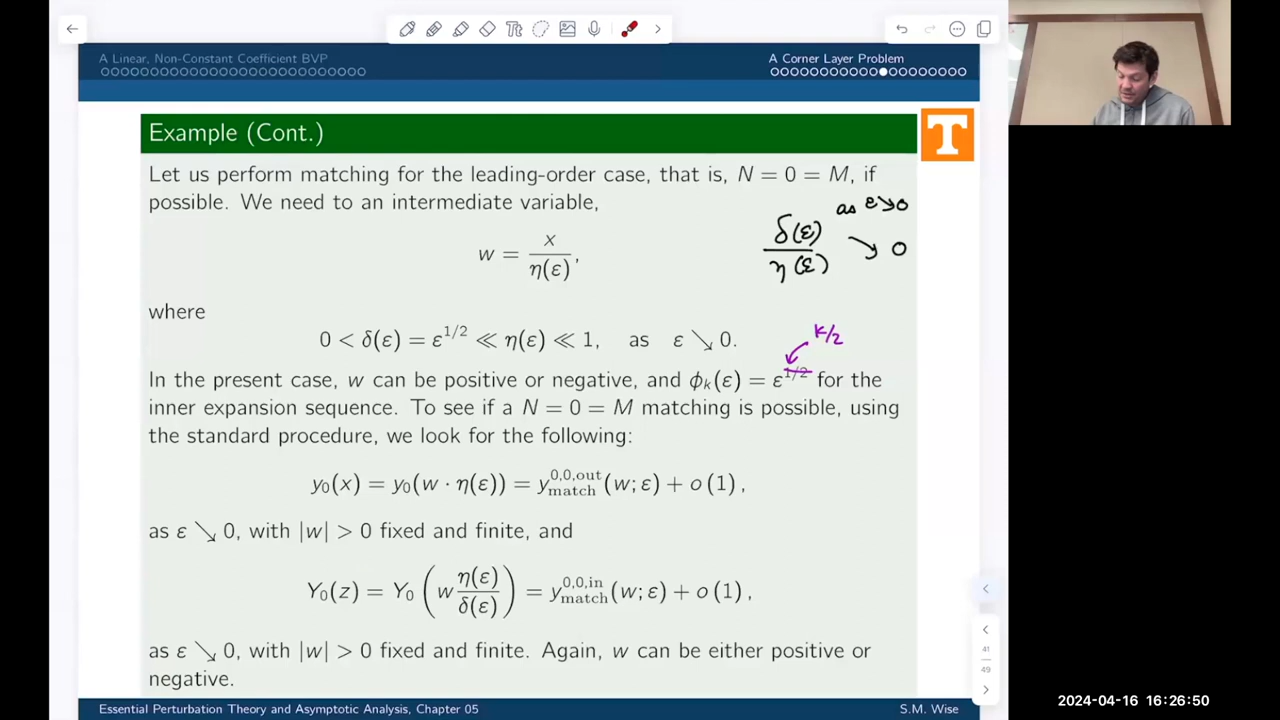 A Linear, Non-Constant Coefficient BVP
A Corner Layer Problem
Example (Cont.)
T
Let us perform matching for the leading-order case, that is, N = 0 = M, if
possible. We need to an intermediate variable,
as ε↘0
w = x / η(ε),
δ(ε) / η(ε) ↘ 0
where
0 < δ(ε) = ε^{1/2} ≪ η(ε) ≪ 1, as ε ↘ 0.
k/2
In the present case, w can be positive or negative, and ϕ_k(ε) = ε^{1/2} for the
inner expansion sequence. To see if a N = 0 = M matching is possible, using
the standard procedure, we look for the following:
y_0(x) = y_0(w · η(ε)) = y_{match}^{0,0,out}(w; ε) + o(1),
as ε ↘ 0, with |w| > 0 fixed and finite, and
Y_0(z) = Y_0(w η(ε)/δ(ε)) = y_{match}^{0,0,in}(w; ε) + o(1),
as ε ↘ 0, with |w| > 0 fixed and finite. Again, w can be either positive or
negative.
41
49
Essential Perturbation Theory and Asymptotic Analysis, Chapter 05
S.M. Wise
2024-04-16 16:26:50